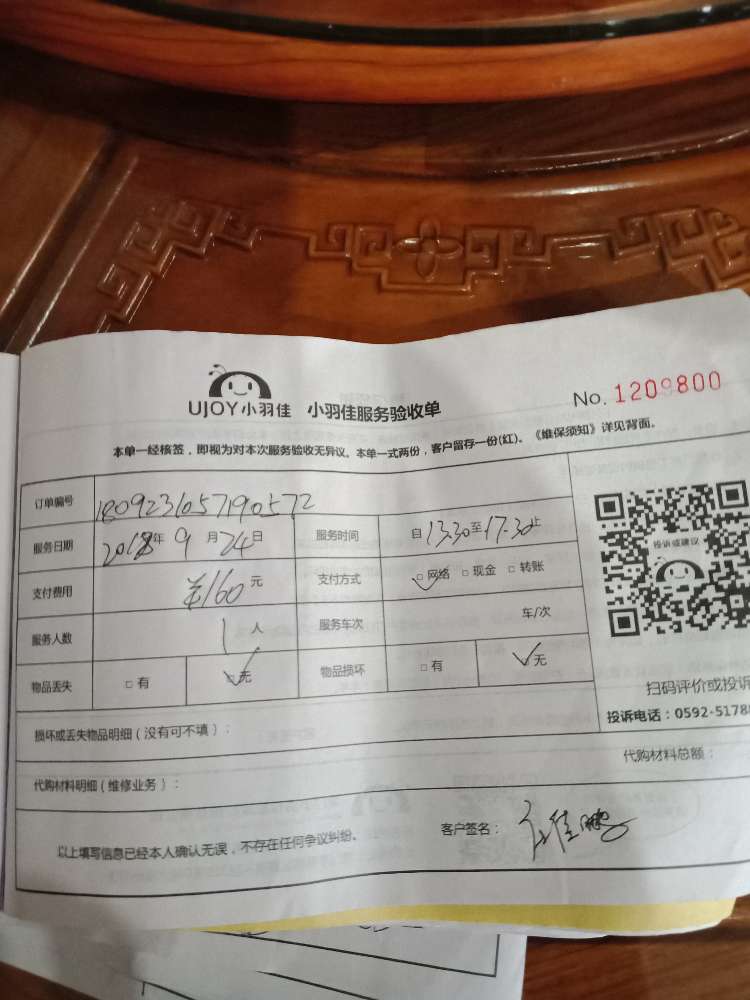 UJOY小羽佳 小羽佳服务验收单 No. 1209800
本单一经核签，即视为对本次服务验收无异议。本单一式两份，客户留存一份(红)。《维保须知》详见背面。
订单编号 1809231057190572
服务日期 2018年9月24日 服务时间 自13:30至17:30止
支付费用 ¥160元 支付方式 □网络 □现金 □转账
服务人数 1人 服务车次 车/次
物品丢失 □有 □无 物品损坏 □有 无
投诉或建议
扫码评价或投诉
投诉电话：0592-5178
损坏或丢失物品明细(没有可不填)：
代购材料明细(维修业务)： 代购材料总额：
以上填写信息已经本人确认无误，不存在任何争议纠纷。 客户签名：